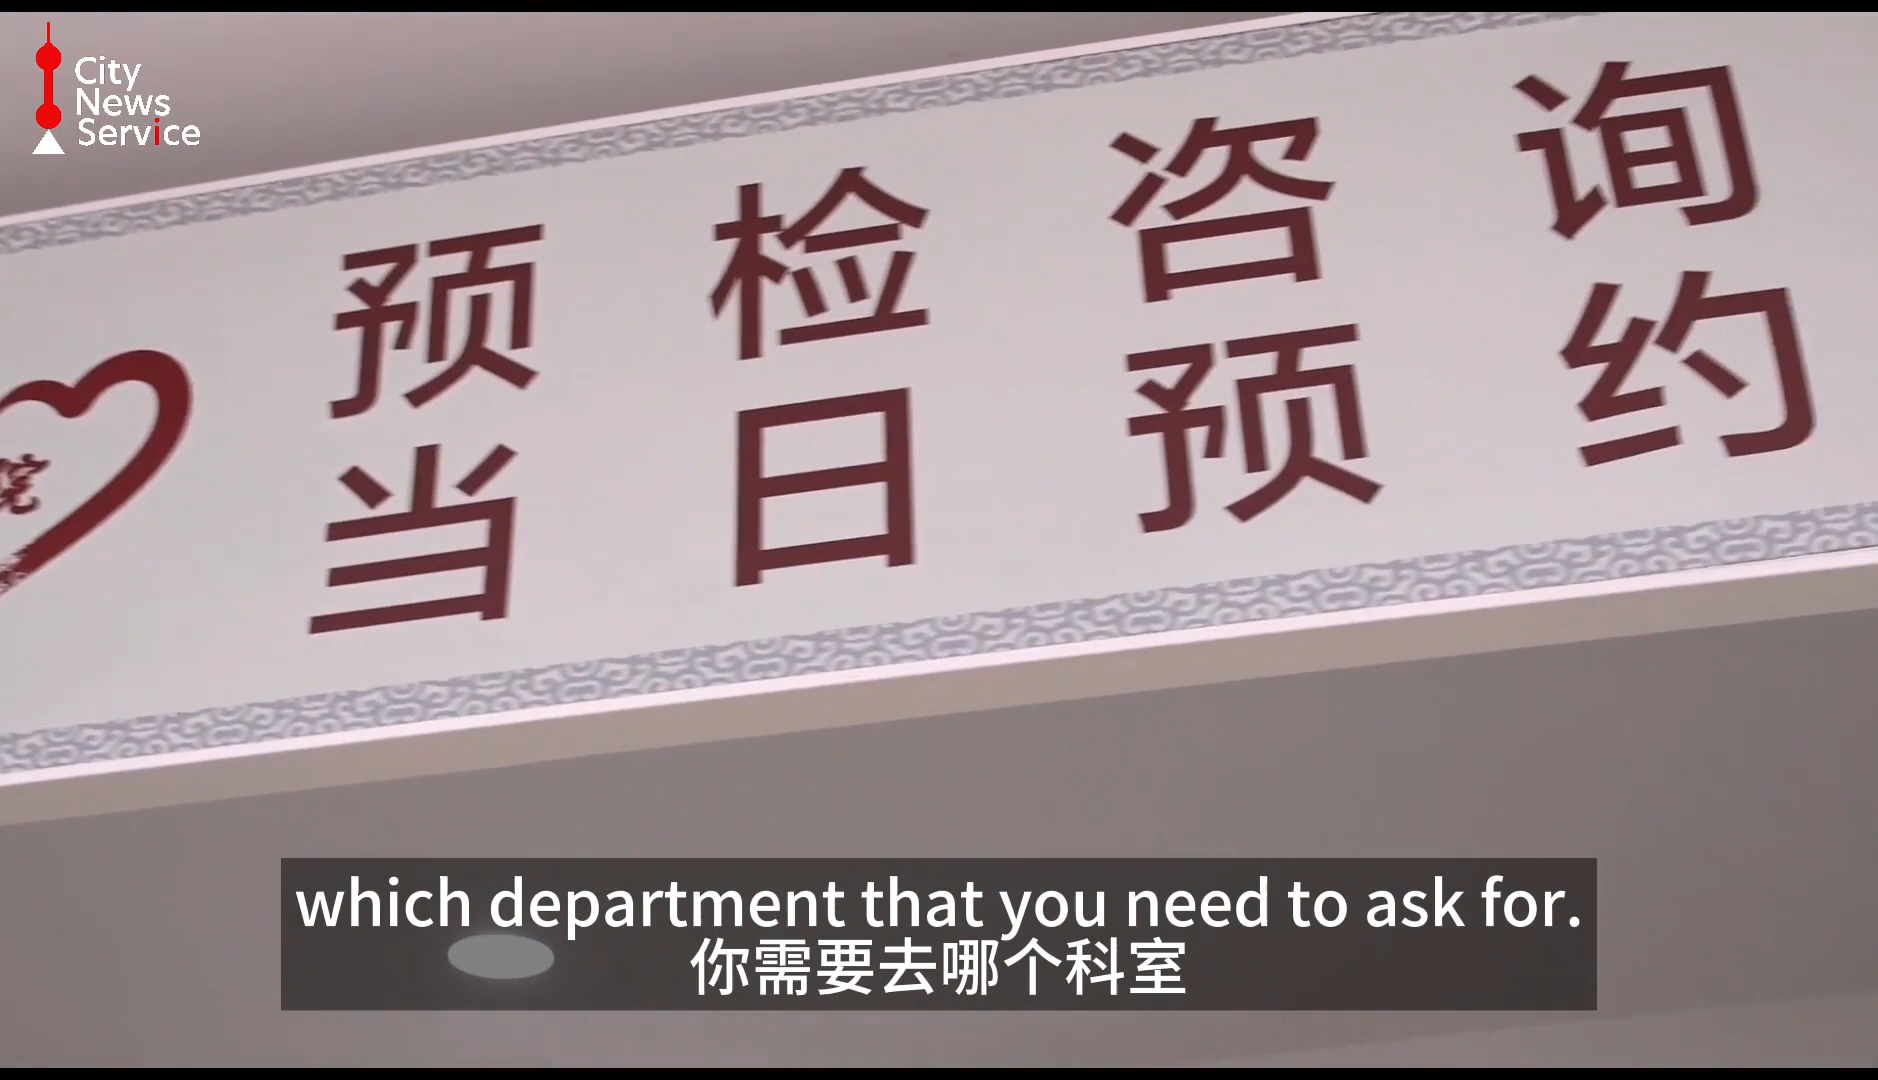 City
News
Service
预检咨询
当日预约
院
which department that you need to ask for.
你需要去哪个科室